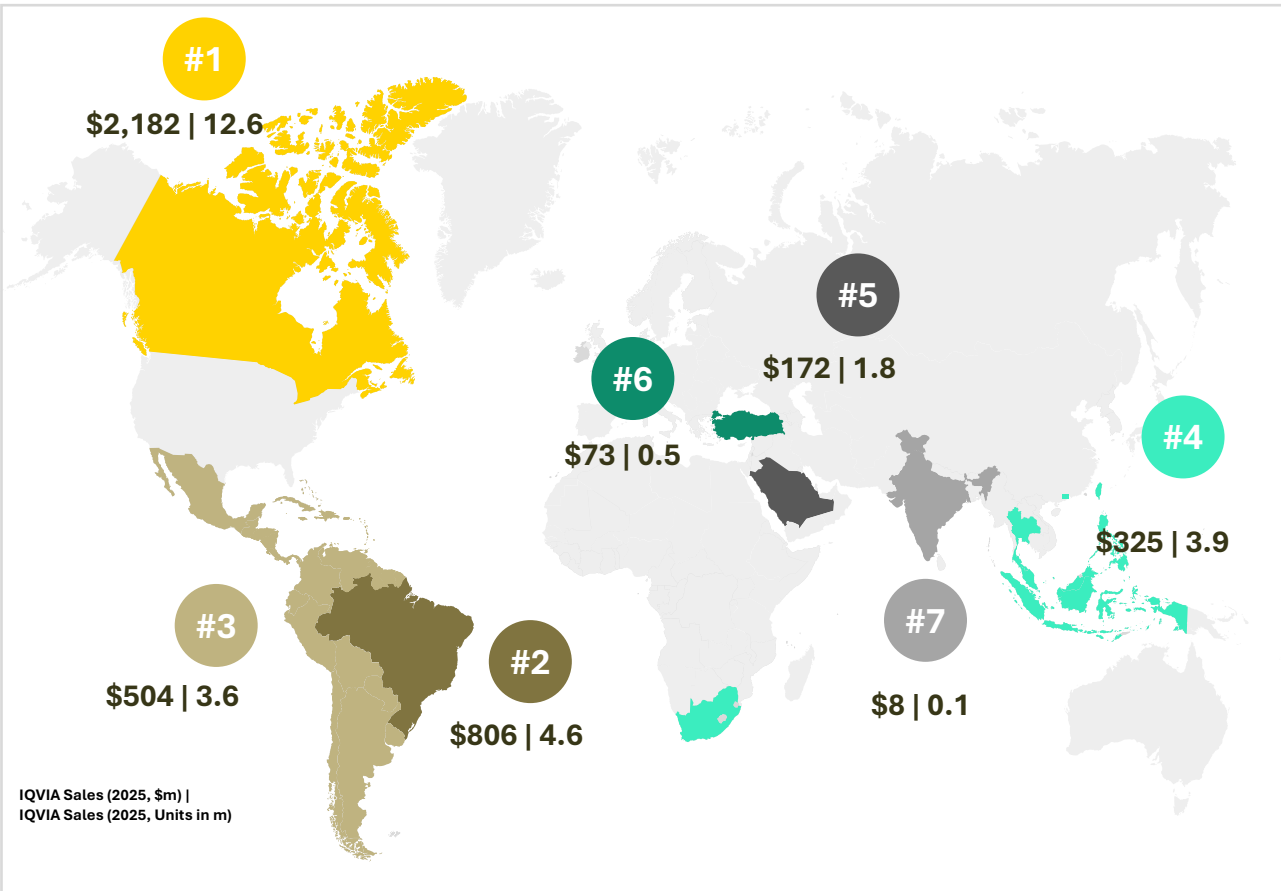 #1
$2,182 | 12.6
#5
$172 | 1.8
#6
$73 | 0.5
#4
$325 | 3.9
#3
$504 | 3.6
#2
$806 | 4.6
#7
$8 | 0.1
IQVIA Sales (2025, $m) |
IQVIA Sales (2025, Units in m)